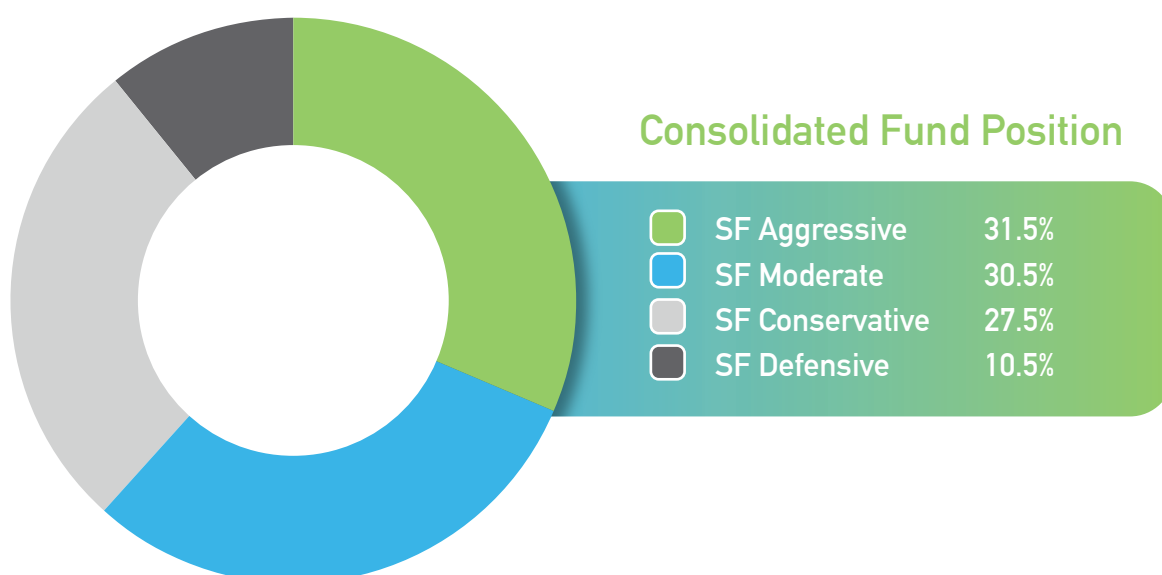 Consolidated Fund Position
SF Aggressive 31.5%
SF Moderate 30.5%
SF Conservative 27.5%
SF Defensive 10.5%